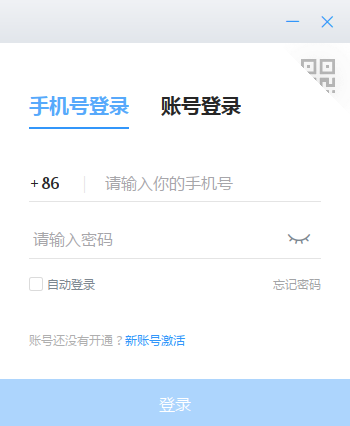 手机号登录 账号登录
+86 请输入你的手机号
请输入密码
自动登录 忘记密码
账号还没有开通？新账号激活
登录